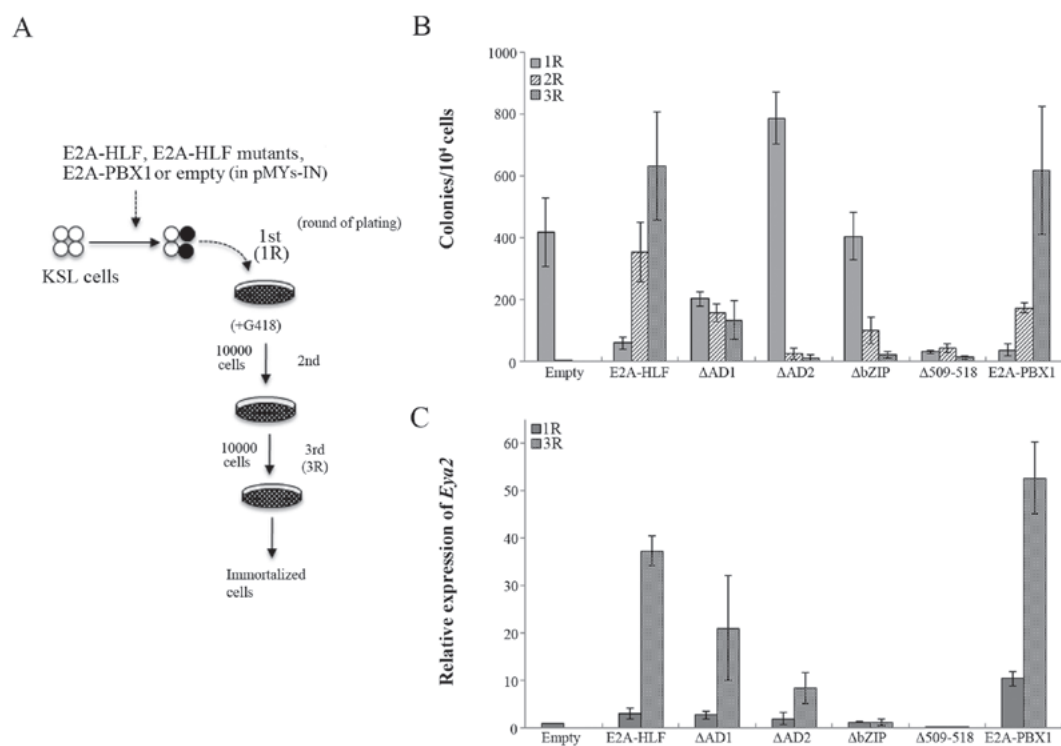 A
E2A-HLF, E2A-HLF mutants,
E2A-PBX1 or empty (in pMYs-IN)
KSL cells
1st
(1R)
(round of plating)
(+G418)
10000
cells
2nd
10000
cells
3rd
(3R)
Immortalized
cells
B
Colonies/10⁴ cells
1000
800
600
400
200
0
1R
2R
3R
Empty
E2A-HLF
ΔAD1
ΔAD2
ΔbZIP
Δ509-518
E2A-PBX1
C
Relative expression of Eya2
60
50
40
30
20
10
0
1R
3R
Empty
E2A-HLF
ΔAD1
ΔAD2
ΔbZIP
Δ509-518
E2A-PBX1